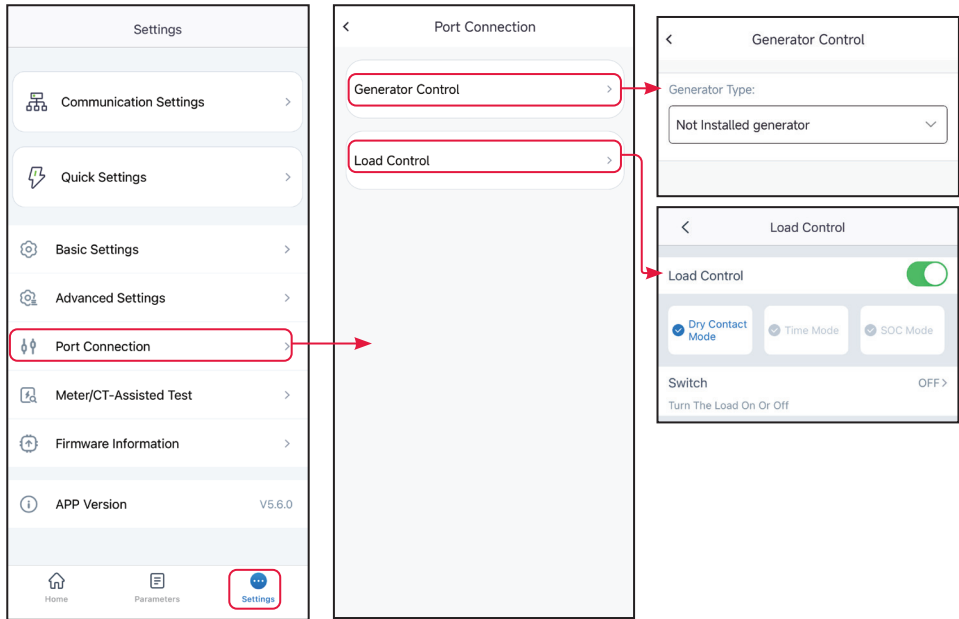 Settings
Communication Settings
Quick Settings
Basic Settings
Advanced Settings
Port Connection
Meter/CT-Assisted Test
Firmware Information
APP Version V5.6.0
Home Parameters Settings
Port Connection
Generator Control
Load Control
Generator Control
Generator Type:
Not Installed generator
Load Control
Load Control
Dry Contact
Mode
Time Mode
SOC Mode
Switch OFF
Turn The Load On Or Off